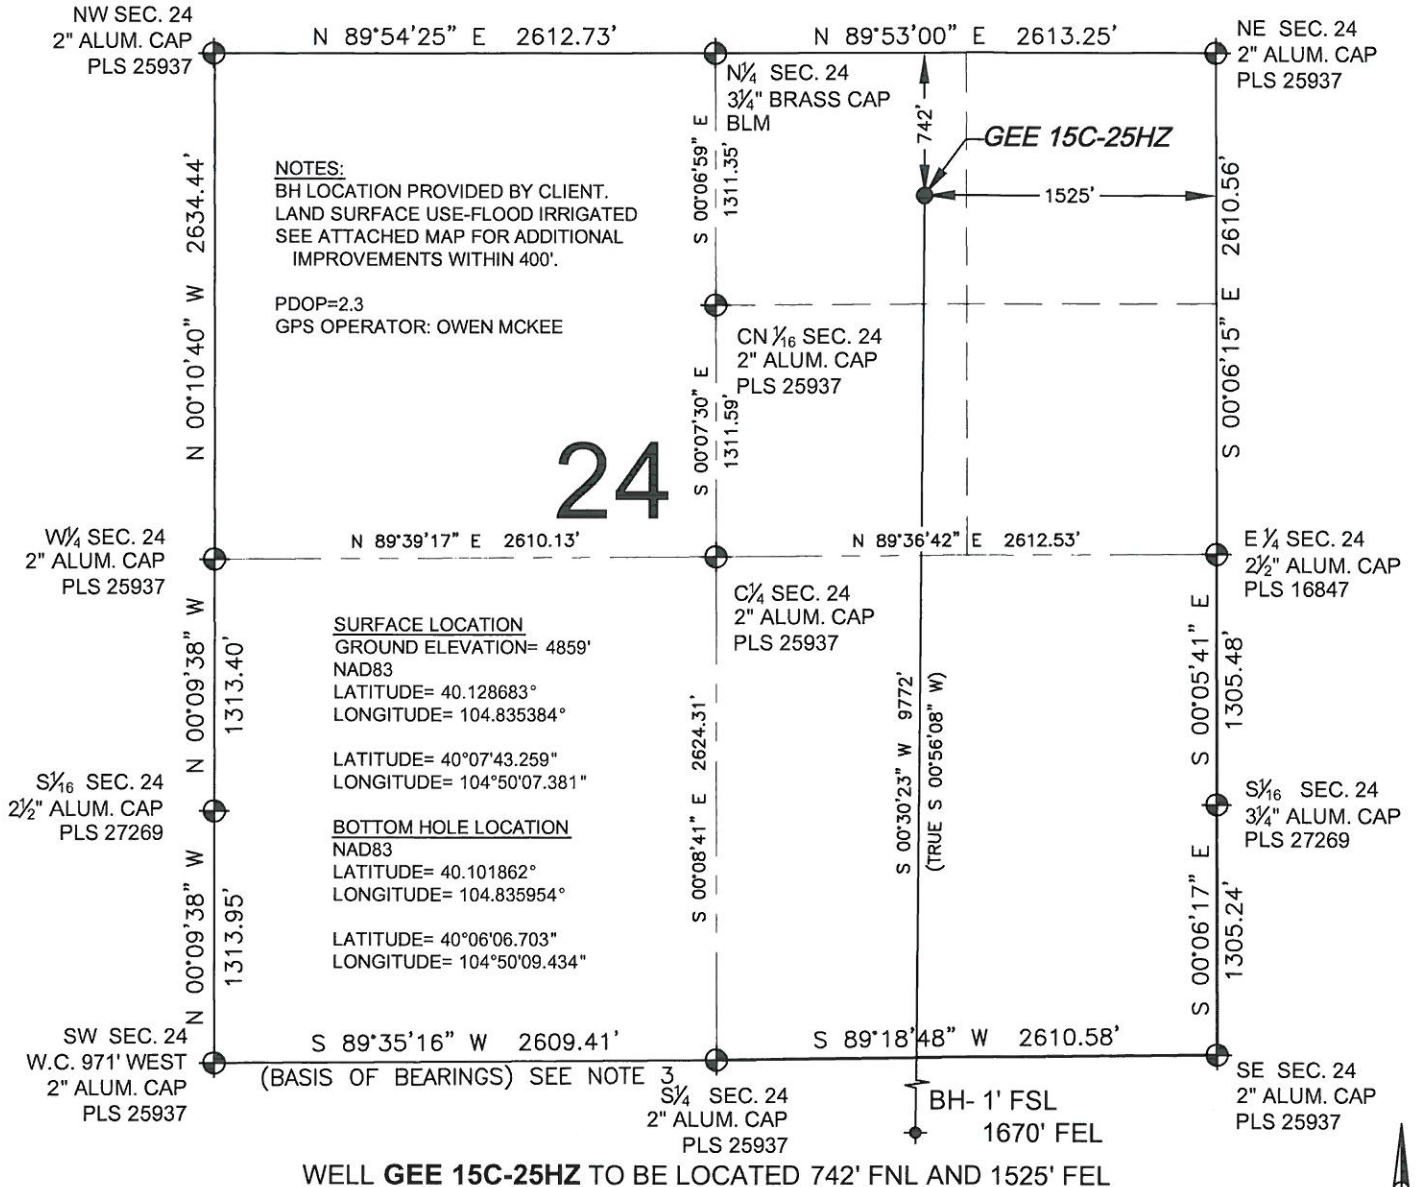 NW SEC. 24
2" ALUM. CAP
PLS 25937
N 89°54'25" E 2612.73'
N 89°53'00" E 2613.25'
NE SEC. 24
2" ALUM. CAP
PLS 25937
N¼ SEC. 24
3¼" BRASS CAP
BLM
742'
GEE 15C-25HZ
1525'
N 00°10'40" W 2634.44'
NOTES:
BH LOCATION PROVIDED BY CLIENT.
LAND SURFACE USE-FLOOD IRRIGATED
SEE ATTACHED MAP FOR ADDITIONAL
IMPROVEMENTS WITHIN 400'.
PDOP=2.3
GPS OPERATOR: OWEN MCKEE
S 00°06'59" E
1311.35'
S 00°06'15" E 2610.56'
CN 1/16 SEC. 24
2" ALUM. CAP
PLS 25937
S 00°07'30" E
1311.59'
24
W¼ SEC. 24
2" ALUM. CAP
PLS 25937
N 89°39'17" E 2610.13'
N 89°36'42" E 2612.53'
E ¼ SEC. 24
2½" ALUM. CAP
PLS 16847
C¼ SEC. 24
2" ALUM. CAP
PLS 25937
N 00°09'38" W
1313.40'
SURFACE LOCATION
GROUND ELEVATION= 4859'
NAD83
LATITUDE= 40.128683°
LONGITUDE= 104.835384°
LATITUDE= 40°07'43.259"
LONGITUDE= 104°50'07.381"
S 00°08'41" E 2624.31'
S 00°30'23" W 9772'
(TRUE S 00°56'08" W)
S 00°05'41" E
1305.48'
S1/16 SEC. 24
2½" ALUM. CAP
PLS 27269
S1/16 SEC. 24
3¼" ALUM. CAP
PLS 27269
BOTTOM HOLE LOCATION
NAD83
LATITUDE= 40.101862°
LONGITUDE= 104.835954°
LATITUDE= 40°06'06.703"
LONGITUDE= 104°50'09.434"
N 00°09'38" W
1313.95'
S 00°06'17" E
1305.24'
SW SEC. 24
W.C. 971' WEST
2" ALUM. CAP
PLS 25937
S 89°35'16" W 2609.41'
(BASIS OF BEARINGS) SEE NOTE 3
S 89°18'48" W 2610.58'
S¼ SEC. 24
2" ALUM. CAP
PLS 25937
BH- 1' FSL
1670' FEL
SE SEC. 24
2" ALUM. CAP
PLS 25937
WELL GEE 15C-25HZ TO BE LOCATED 742' FNL AND 1525' FEL